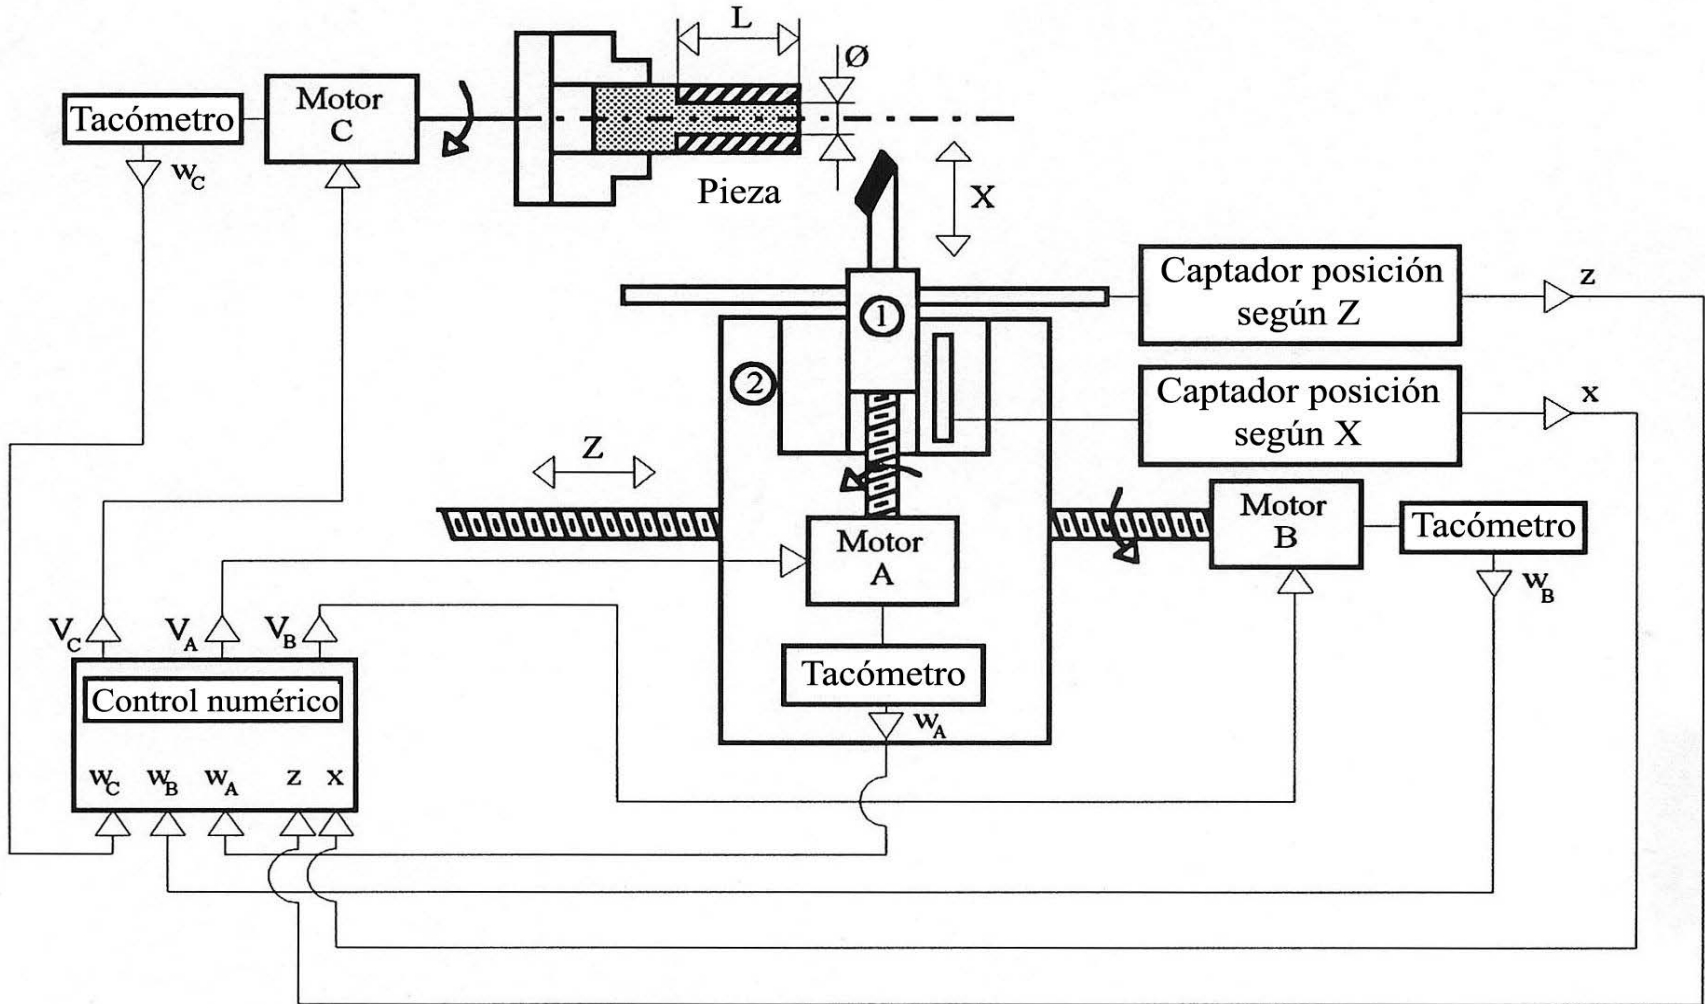 L
Ø
Tacómetro
Motor
C
w_C
Pieza
X
1
Captador posición
según Z
z
2
Captador posición
según X
x
Z
Motor
B
Tacómetro
w_B
Motor
A
V_C
V_A
V_B
Tacómetro
w_A
Control numérico
w_C w_B w_A z x